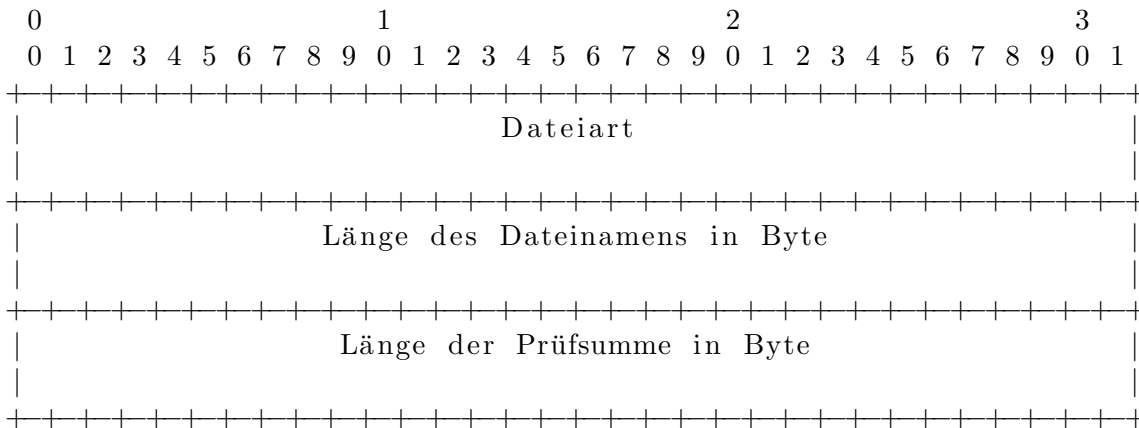 0 1 2 3
0 1 2 3 4 5 6 7 8 9 0 1 2 3 4 5 6 7 8 9 0 1 2 3 4 5 6 7 8 9 0 1
+-+-+-+-+-+-+-+-+-+-+-+-+-+-+-+-+-+-+-+-+-+-+-+-+-+-+-+-+-+-+-+-+
| Dateiart |
| |
+-+-+-+-+-+-+-+-+-+-+-+-+-+-+-+-+-+-+-+-+-+-+-+-+-+-+-+-+-+-+-+-+
| Länge des Dateinamens in Byte |
| |
+-+-+-+-+-+-+-+-+-+-+-+-+-+-+-+-+-+-+-+-+-+-+-+-+-+-+-+-+-+-+-+-+
| Länge der Prüfsumme in Byte |
| |
+-+-+-+-+-+-+-+-+-+-+-+-+-+-+-+-+-+-+-+-+-+-+-+-+-+-+-+-+-+-+-+-+